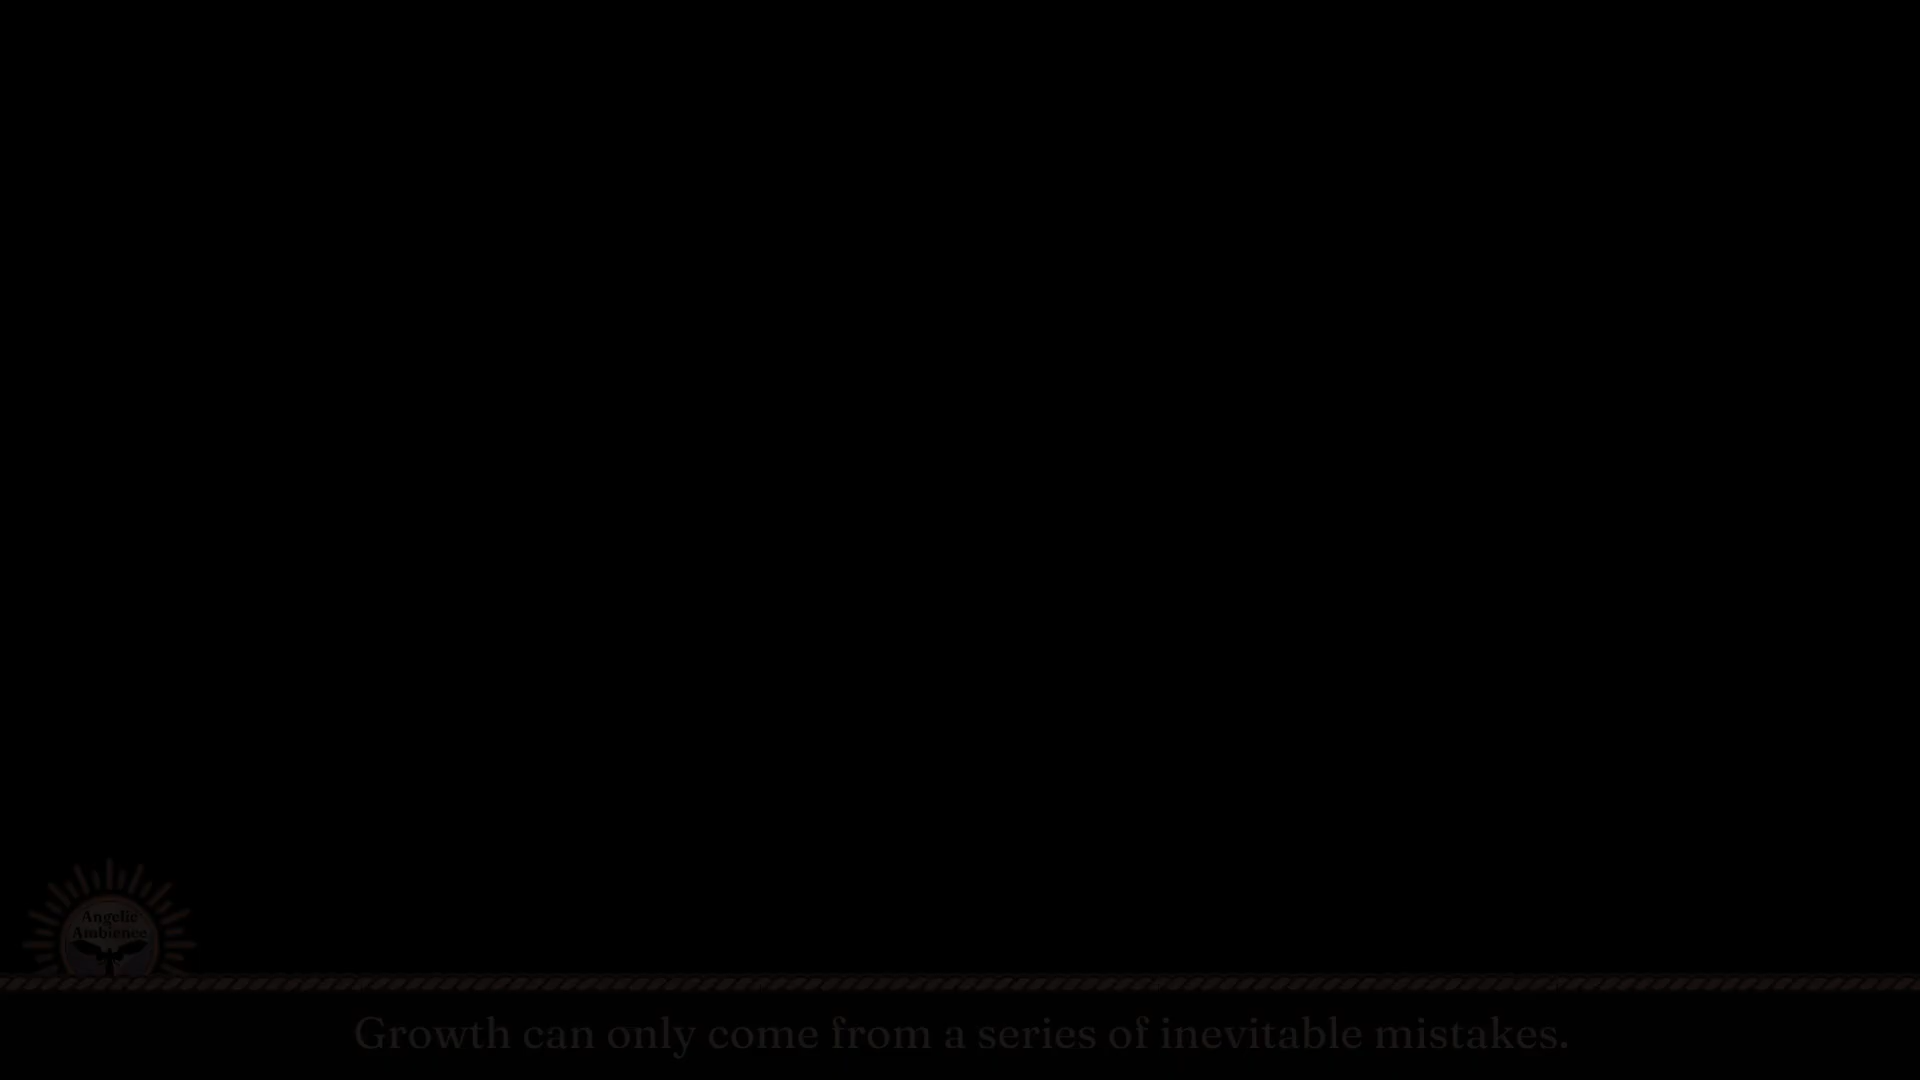 Angelic
Ambience
Growth can only come from a series of inevitable mistakes.